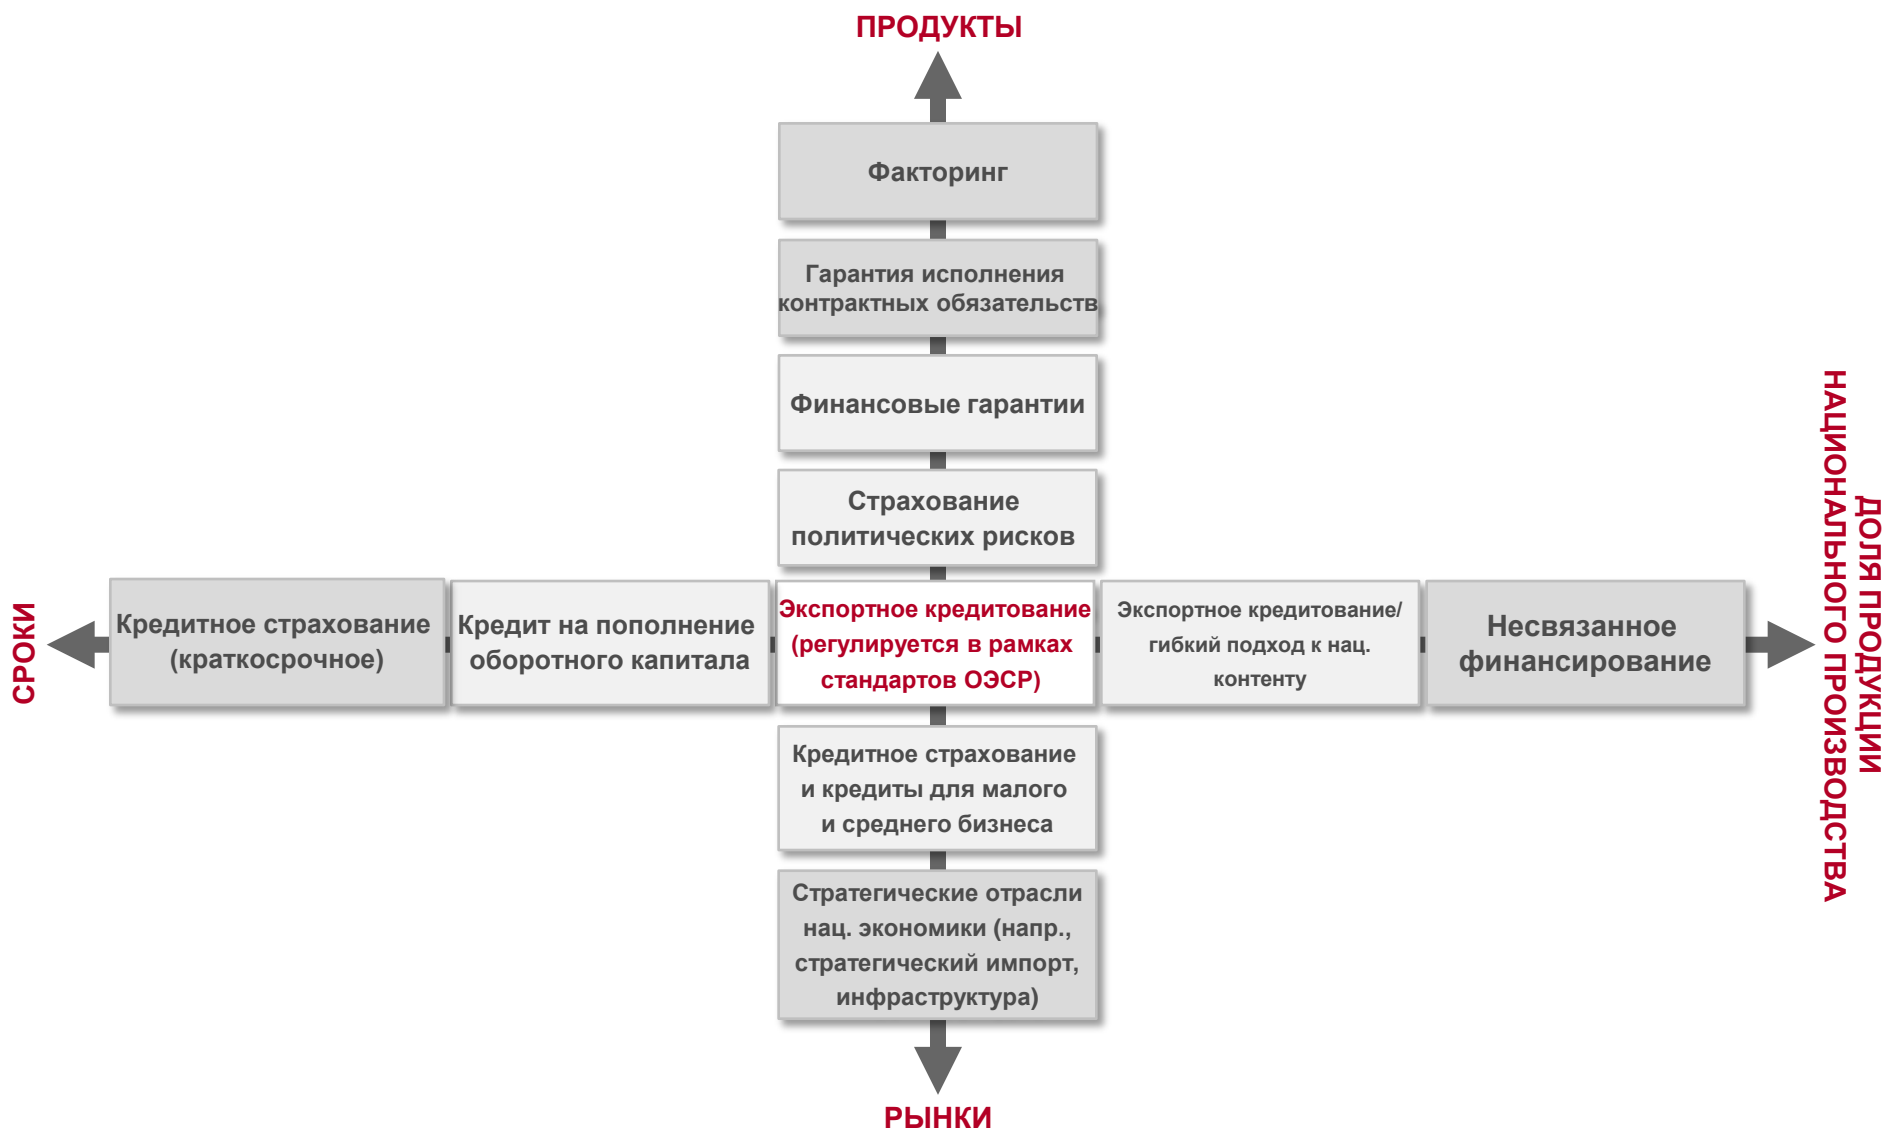 ПРОДУКТЫ
Факторинг
Гарантия исполнения
контрактных обязательств
Финансовые гарантии
Страхование
политических рисков
СРОКИ
Кредитное страхование
(краткосрочное)
Кредит на пополнение
оборотного капитала
Экспортное кредитование
(регулируется в рамках
стандартов ОЭСР)
Экспортное кредитование/
гибкий подход к нац.
контенту
Несвязанное
финансирование
ДОЛЯ ПРОДУКЦИИ
НАЦИОНАЛЬНОГО ПРОИЗВОДСТВА
Кредитное страхование
и кредиты для малого
и среднего бизнеса
Стратегические отрасли
нац. экономики (напр.,
стратегический импорт,
инфраструктура)
РЫНКИ